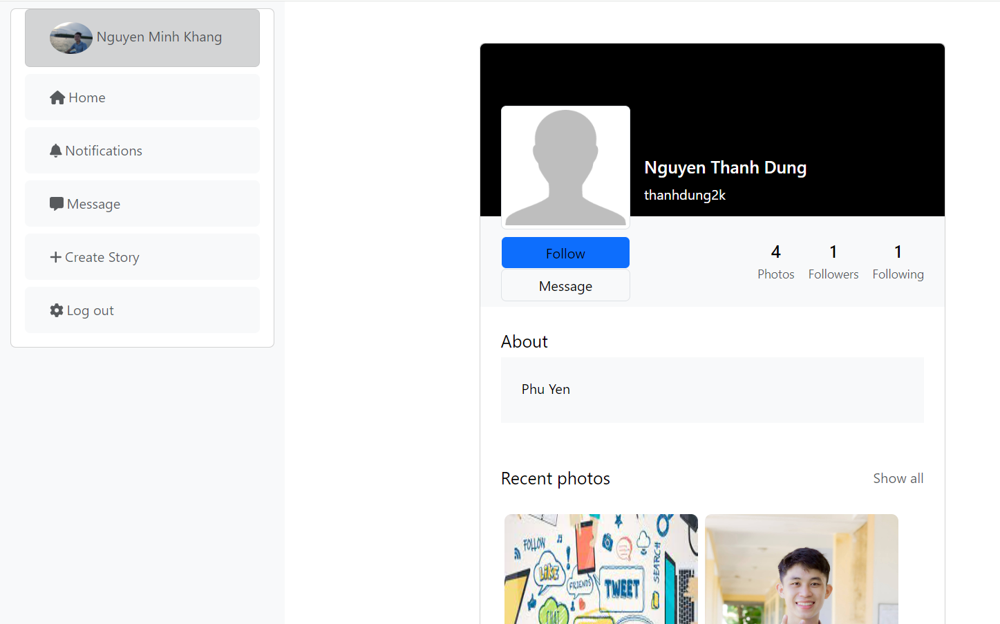 Nguyen Minh Khang
Home
Notifications
Message
Create Story
Log out
Nguyen Thanh Dung
thanhdung2k
Follow
Message
4
Photos
1
Followers
1
Following
About
Phu Yen
Recent photos
Show all
FOLLOW
LIKE
FRIENDS
TWEET
SEARCH
CHAT